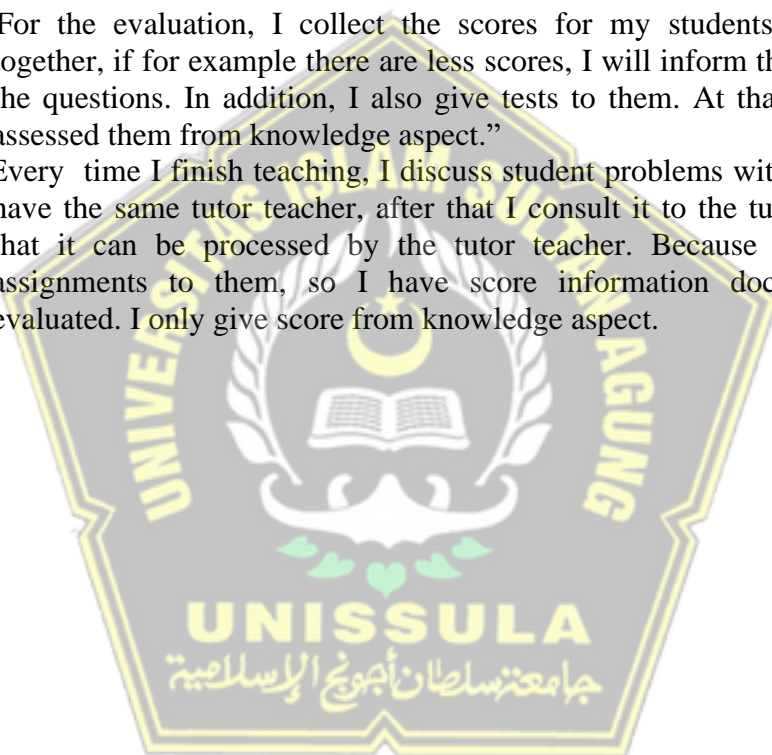 For the evaluation, I collect the scores for my students
together, if for example there are less scores, I will inform
the questions. In addition, I also give tests to them. At
assessed them from knowledge aspect.”
Every time I finish teaching, I discuss student problems
have the same tutor teacher, after that I consult it to the
that it can be processed by the tutor teacher. Because
assignments to them, so I have score information
evaluated. I only give score from knowledge aspect.
UNIVERSITAS ISLAM SULTAN AGUNG
UNISSULA
جامعة سلطان أجونج الإسلامية